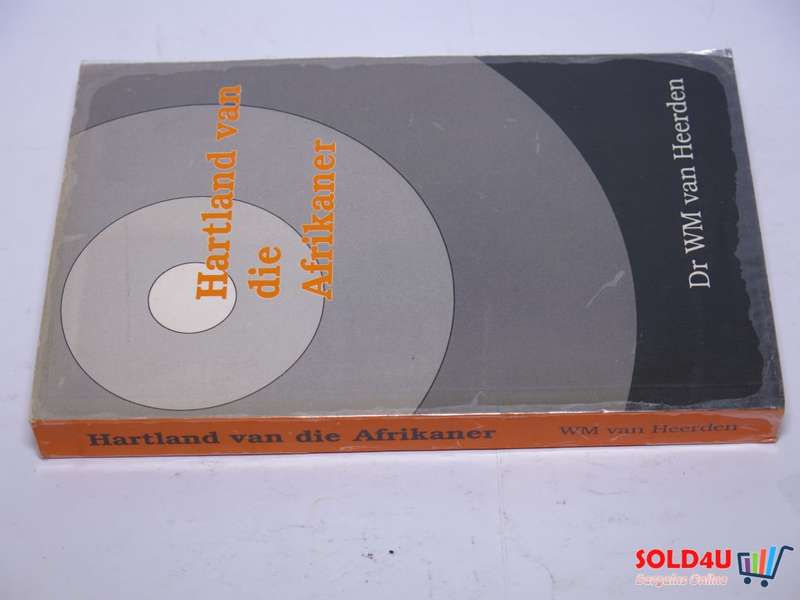 Hartland van
die
Afrikaner
Dr WM van Heerden
Hartland van die Afrikaner WM van Heerden
SOLD4U
Bargains Online